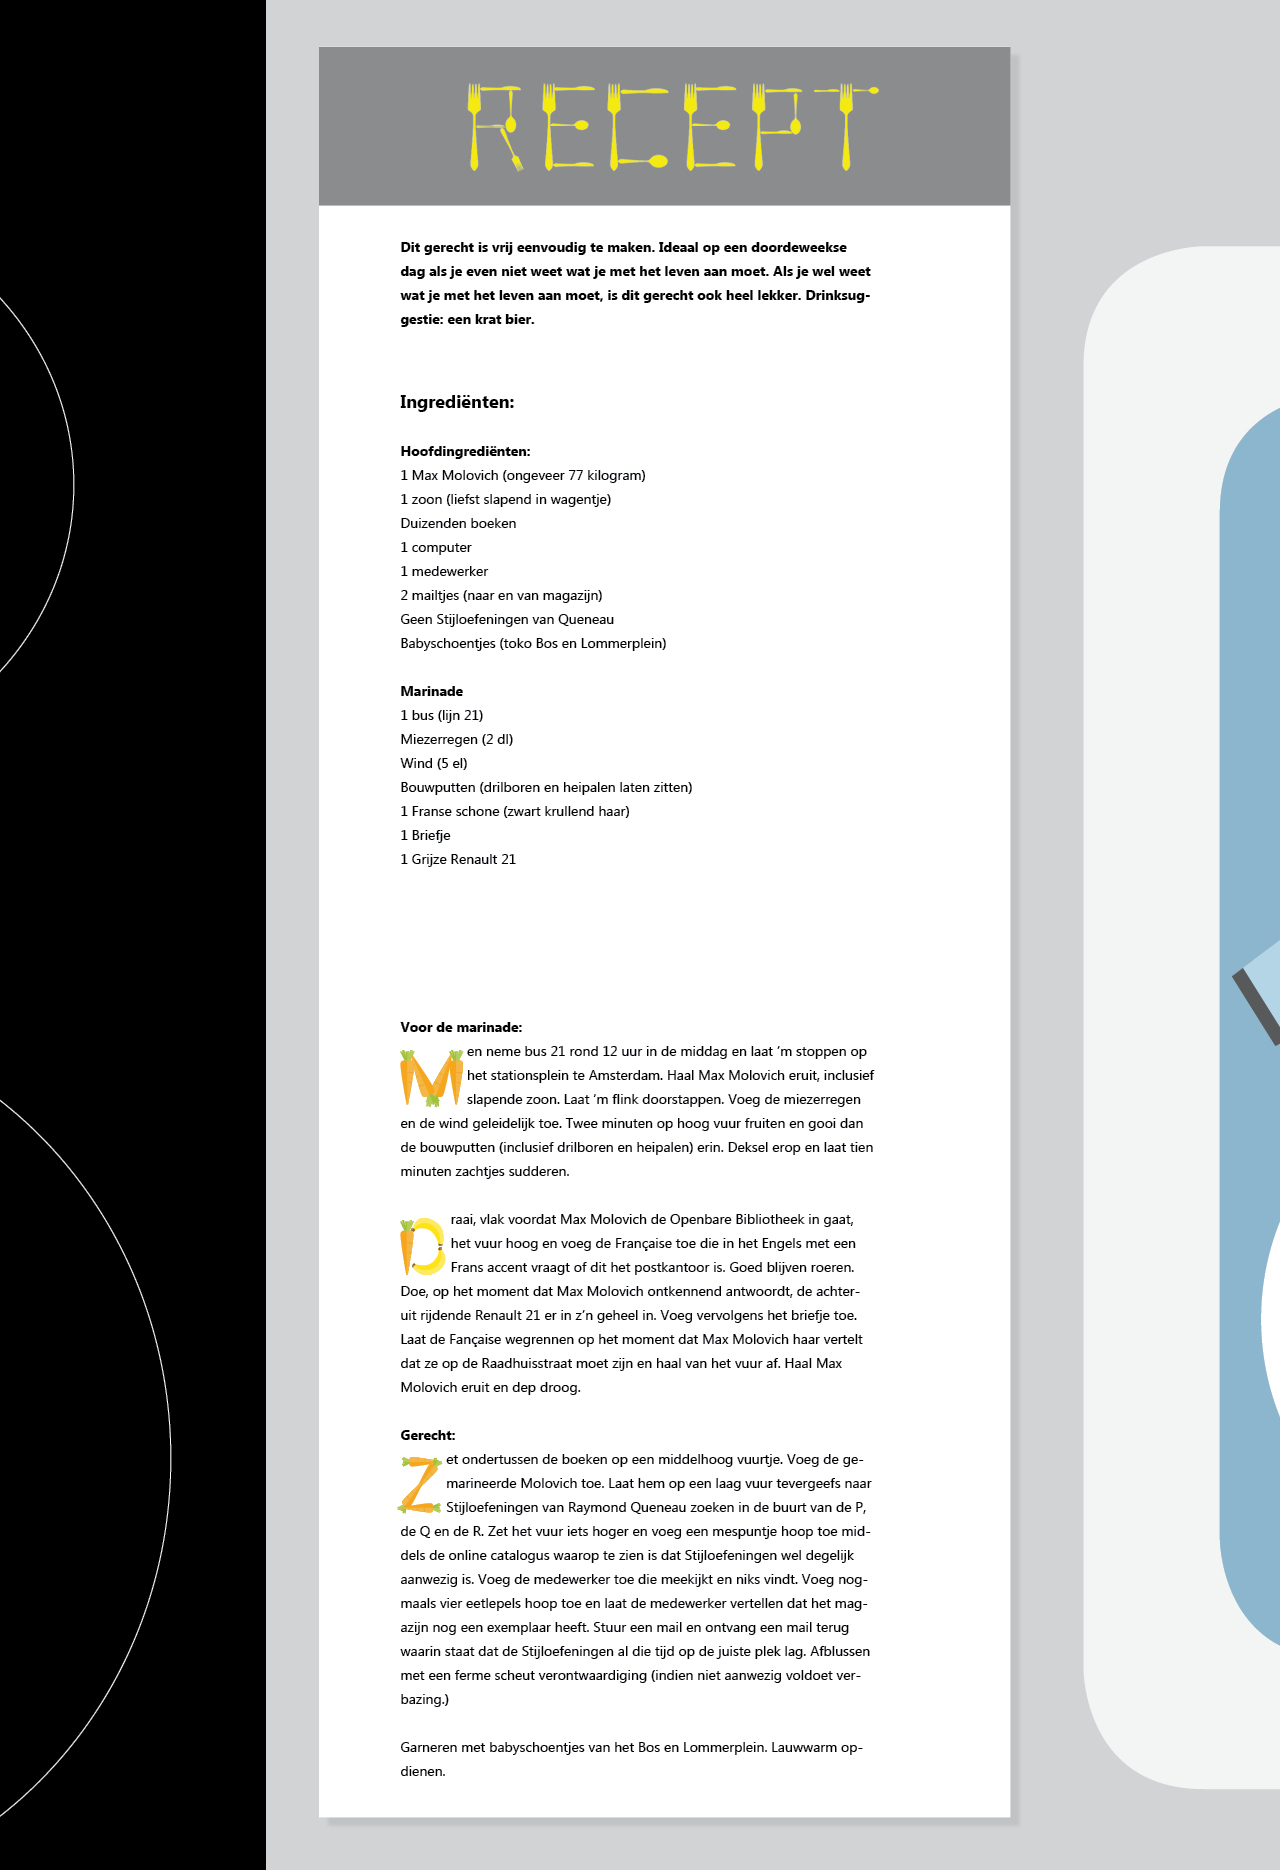 RECEPT
Dit gerecht is vrij eenvoudig te maken. Ideaal op een doordeweekse
dag als je even niet weet wat je met het leven aan moet. Als je wel weet
wat je met het leven aan moet, is dit gerecht ook heel lekker. Drinksug-
gestie: een krat bier.
Ingrediënten:
Hoofdingrediënten:
1 Max Molovich (ongeveer 77 kilogram)
1 zoon (liefst slapend in wagentje)
Duizenden boeken
1 computer
1 medewerker
2 mailtjes (naar en van magazijn)
Geen Stijloefeningen van Queneau
Babyschoentjes (toko Bos en Lommerplein)
Marinade
1 bus (lijn 21)
Miezerregen (2 dl)
Wind (5 el)
Bouwputten (drilboren en heipalen laten zitten)
1 Franse schone (zwart krullend haar)
1 Briefje
1 Grijze Renault 21
Voor de marinade:
Men neme bus 21 rond 12 uur in de middag en laat ‘m stoppen op
het stationsplein te Amsterdam. Haal Max Molovich eruit, inclusief
slapende zoon. Laat ‘m flink doorstappen. Voeg de miezerregen
en de wind geleidelijk toe. Twee minuten op hoog vuur fruiten en gooi dan
de bouwputten (inclusief drilboren en heipalen) erin. Deksel erop en laat tien
minuten zachtjes sudderen.
Draai, vlak voordat Max Molovich de Openbare Bibliotheek in gaat,
het vuur hoog en voeg de Française toe die in het Engels met een
Frans accent vraagt of dit het postkantoor is. Goed blijven roeren.
Doe, op het moment dat Max Molovich ontkennend antwoordt, de achter-
uit rijdende Renault 21 er in z’n geheel in. Voeg vervolgens het briefje toe.
Laat de Fançaise wegrennen op het moment dat Max Molovich haar vertelt
dat ze op de Raadhuisstraat moet zijn en haal van het vuur af. Haal Max
Molovich eruit en dep droog.
Gerecht:
Zet ondertussen de boeken op een middelhoog vuurtje. Voeg de ge-
marineerde Molovich toe. Laat hem op een laag vuur tevergeefs naar
Stijloefeningen van Raymond Queneau zoeken in de buurt van de P,
de Q en de R. Zet het vuur iets hoger en voeg een mespuntje hoop toe mid-
dels de online catalogus waarop te zien is dat Stijloefeningen wel degelijk
aanwezig is. Voeg de medewerker toe die meekijkt en niks vindt. Voeg nog-
maals vier eetlepels hoop toe en laat de medewerker vertellen dat het mag-
azijn nog een exemplaar heeft. Stuur een mail en ontvang een mail terug
waarin staat dat de Stijloefeningen al die tijd op de juiste plek lag. Afblussen
met een ferme scheut verontwaardiging (indien niet aanwezig voldoet ver-
bazing.)
Garneren met babyschoentjes van het Bos en Lommerplein. Lauwwarm op-
dienen.